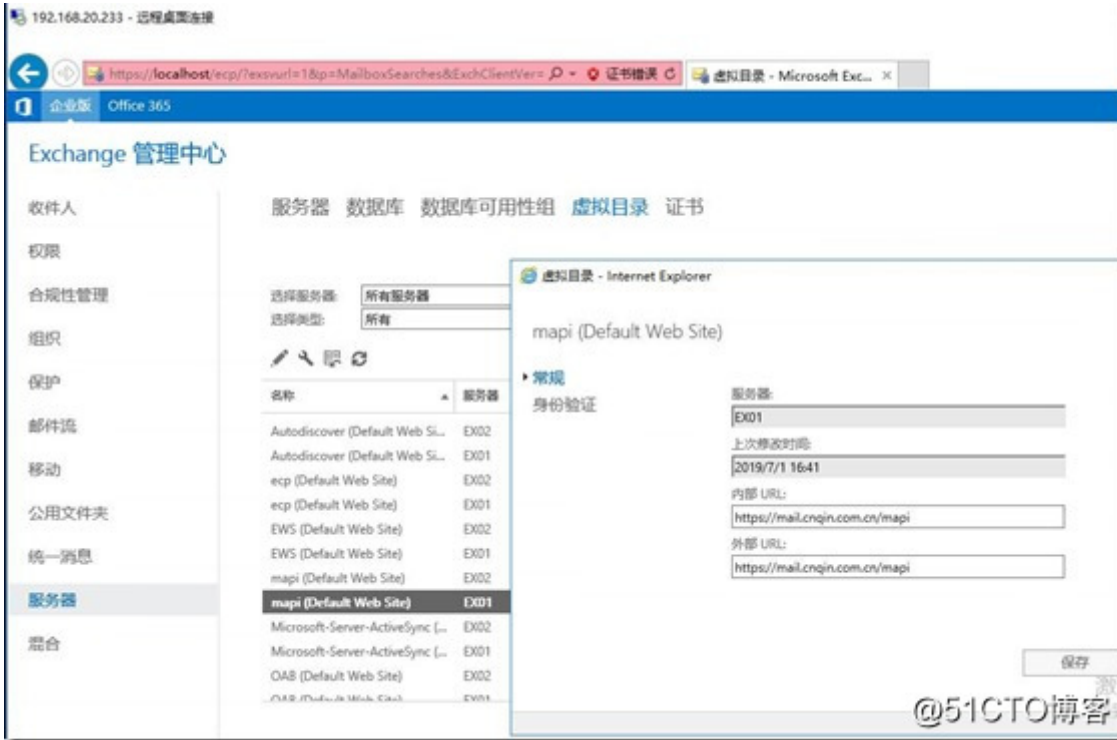 192.168.20.233 - 远程桌面连接
https://localhost/ecp/?exsvurl=1&p=MailboxSearches&ExchClientVer= 证书错误 虚拟目录 - Microsoft Exc...
企业版 Office 365
Exchange 管理中心
收件人
权限
合规性管理
组织
保护
邮件流
移动
公用文件夹
统一消息
服务器
混合
服务器 数据库 数据库可用性组 虚拟目录 证书
选择服务器: 所有服务器
选择类型: 所有
名称 服务器
Autodiscover (Default Web Si... EX02
Autodiscover (Default Web Si... EX01
ecp (Default Web Site) EX02
ecp (Default Web Site) EX01
EWS (Default Web Site) EX02
EWS (Default Web Site) EX01
mapi (Default Web Site) EX02
mapi (Default Web Site) EX01
Microsoft-Server-ActiveSync (... EX02
Microsoft-Server-ActiveSync (... EX01
OAB (Default Web Site) EX02
OAB (Default Web Site) EX01
虚拟目录 - Internet Explorer
mapi (Default Web Site)
常规
身份验证
服务器:
EX01
上次修改时间:
2019/7/1 16:41
内部 URL:
https://mail.cnqin.com.cn/mapi
外部 URL:
https://mail.cnqin.com.cn/mapi
保存
激
@51CTO博客